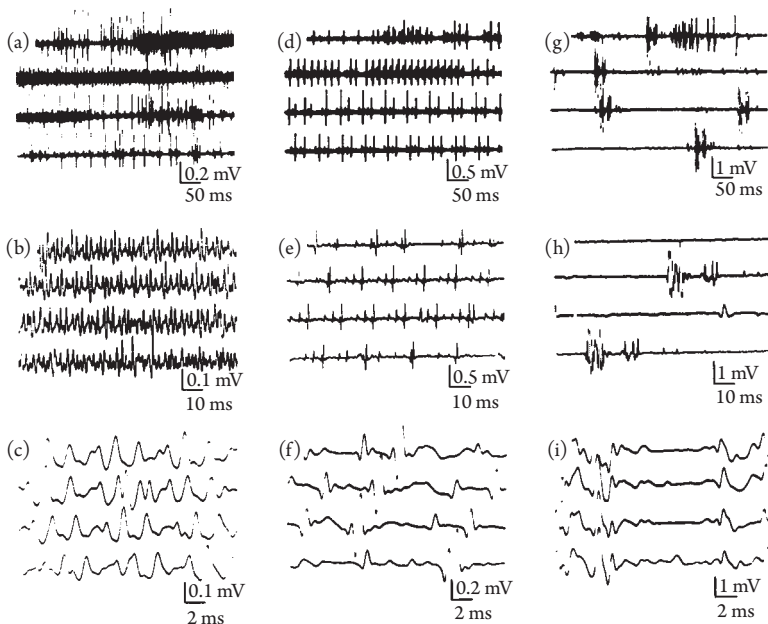 (a)
0.2 mV
50 ms
(d)
0.5 mV
50 ms
(g)
1 mV
50 ms
(b)
0.1 mV
10 ms
(e)
0.5 mV
10 ms
(h)
1 mV
10 ms
(c)
0.1 mV
2 ms
(f)
0.2 mV
2 ms
(i)
1 mV
2 ms